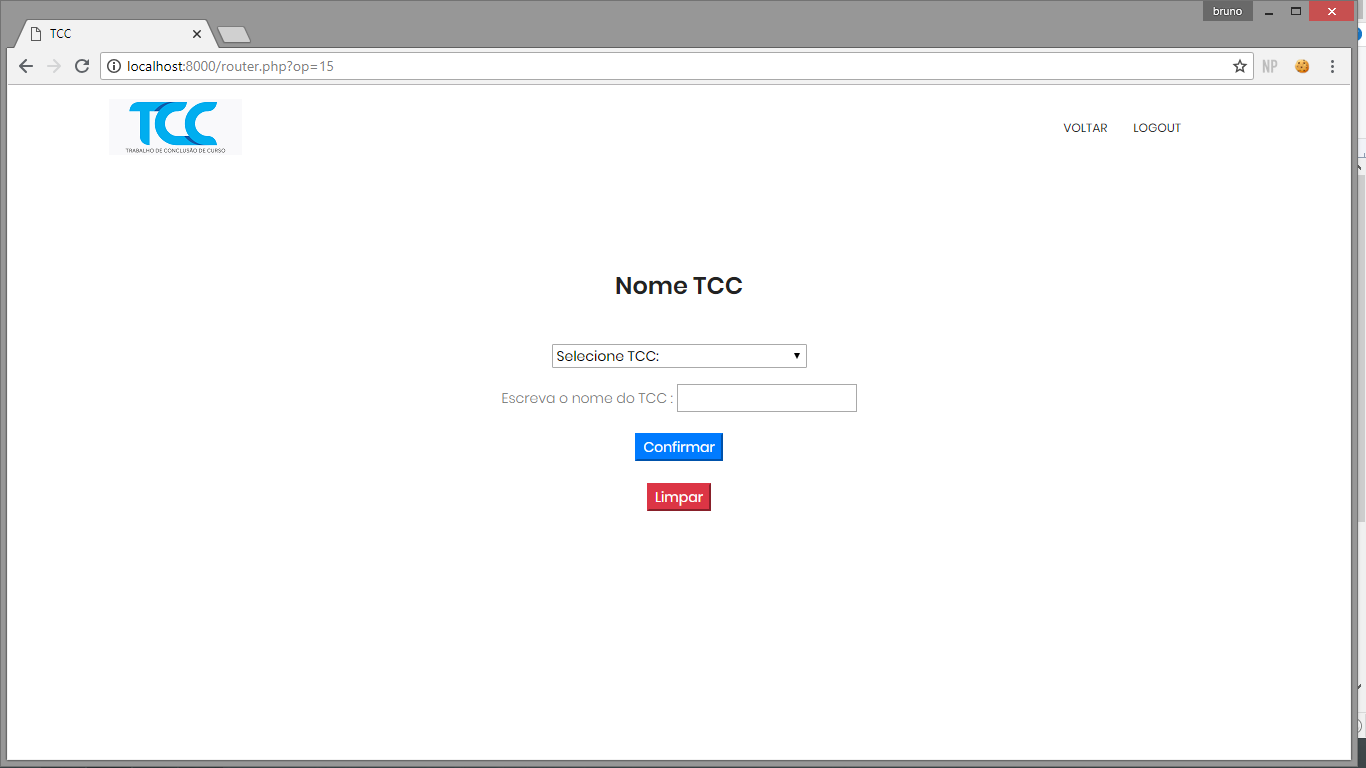 bruno
TCC
localhost:8000/router.php?op=15
NP
TCC
TRABALHO DE CONCLUSÃO DE CURSO
VOLTAR LOGOUT
Nome TCC
Selecione TCC:
Escreva o nome do TCC :
Confirmar
Limpar